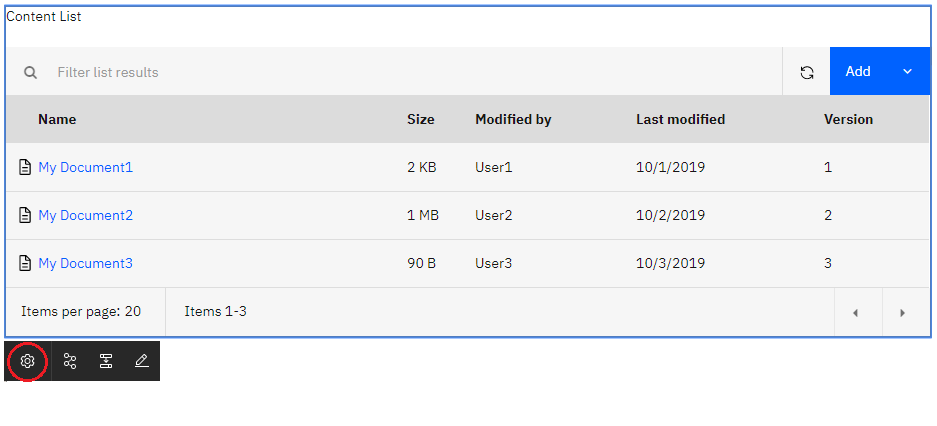 Content List
Filter list results Add
Name Size Modified by Last modified Version
My Document1 2 KB User1 10/1/2019 1
My Document2 1 MB User2 10/2/2019 2
My Document3 90 B User3 10/3/2019 3
Items per page: 20 Items 1-3